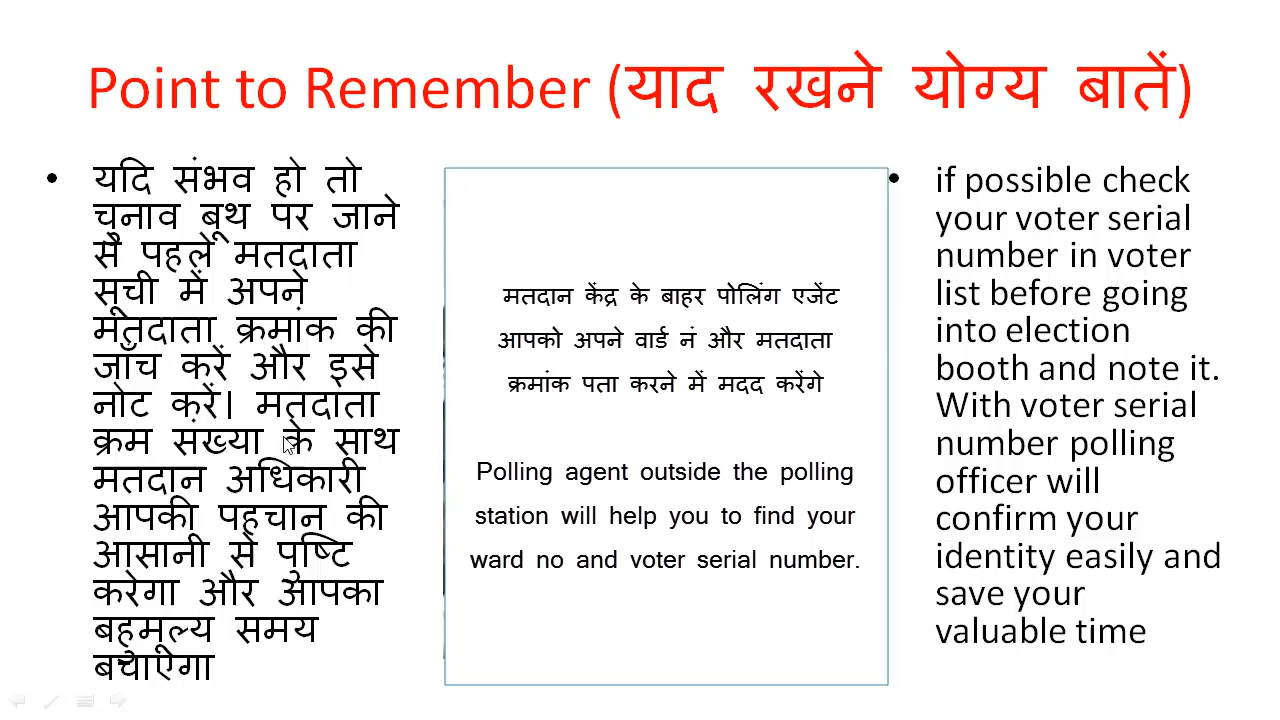 Point to Remember (याद रखने योग्य बातें)
• यदि संभव हो तो
चुनाव बूथ पर जाने
से पहले मतदाता
सूची में अपने
मतदाता क्रमांक की
जाँच करें और इसे
नोट करें। मतदाता
क्रम संख्या के साथ
मतदान अधिकारी
आपकी पहचान की
आसानी से पुष्टि
करेगा और आपका
बहुमूल्य समय
बचाएगा
मतदान केंद्र के बाहर पोलिंग एजेंट
आपको अपने वार्ड नं और मतदाता
क्रमांक पता करने में मदद करेंगे
Polling agent outside the polling
station will help you to find your
ward no and voter serial number.
• if possible check
your voter serial
number in voter
list before going
into election
booth and note it.
With voter serial
number polling
officer will
confirm your
identity easily and
save your
valuable time